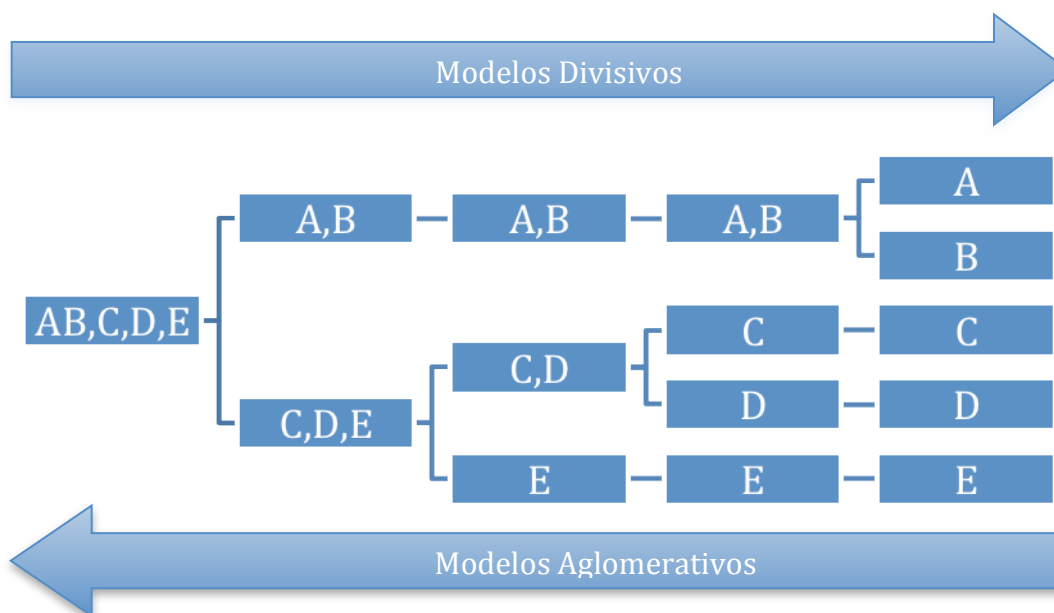 Modelos Divisivos
A
A,B
A,B
A,B
B
AB,C,D,E
C
C
C,D
D
D
C,D,E
E
E
E
Modelos Aglomerativos